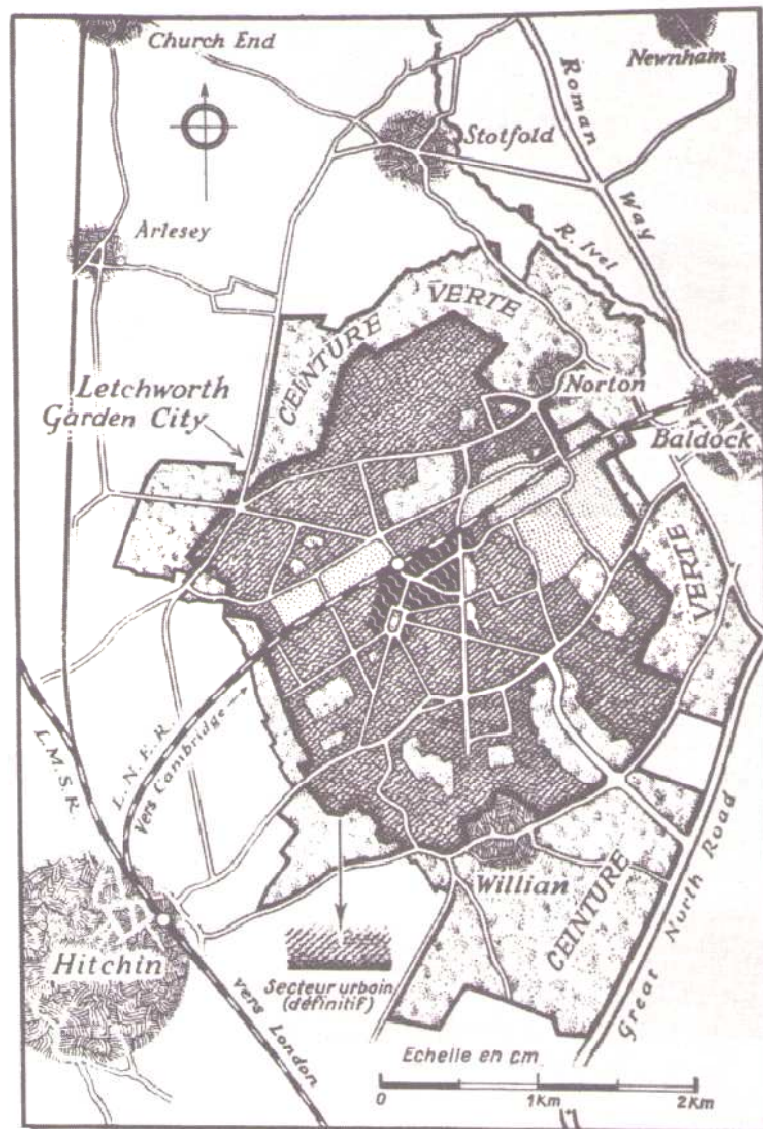 Church End
Newnham
Roman Way
Stotfold
Arlesey
R. Ivel
CEINTURE VERTE
Letchworth
Garden City
Norton
Baldock
VERTE
L.M.S.R.
L.N.E.R.
Vers Cambridge
Willian
CEINTURE
Great North Road
Hitchin
vers London
Secteur urbain
(définitif)
Echelle en cm
0 1Km 2Km